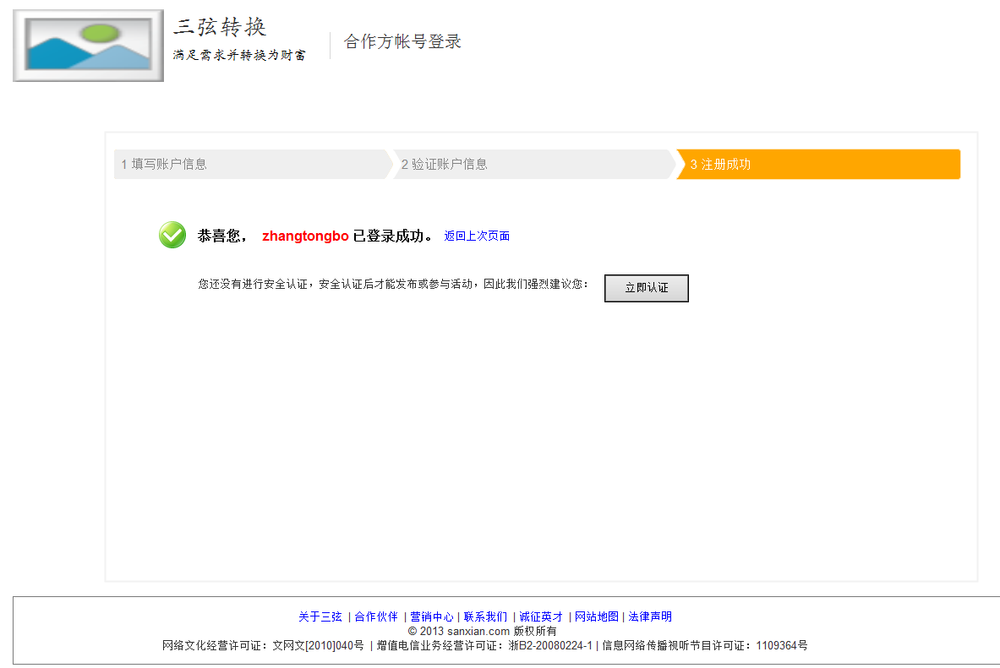 三弦转换
满足需求并转换为财富
合作方帐号登录
1 填写账户信息
2 验证账户信息
3 注册成功
恭喜您， zhangtongbo 已登录成功。 返回上次页面
您还没有进行安全认证，安全认证后才能发布或参与活动，因此我们强烈建议您： 立即认证
关于三弦 | 合作伙伴 | 营销中心 | 联系我们 | 诚征英才 | 网站地图 | 法律声明
© 2013 sanxian.com 版权所有
网络文化经营许可证：文网文[2010]040号 | 增值电信业务经营许可证：浙B2-20080224-1 | 信息网络传播视听节目许可证：1109364号